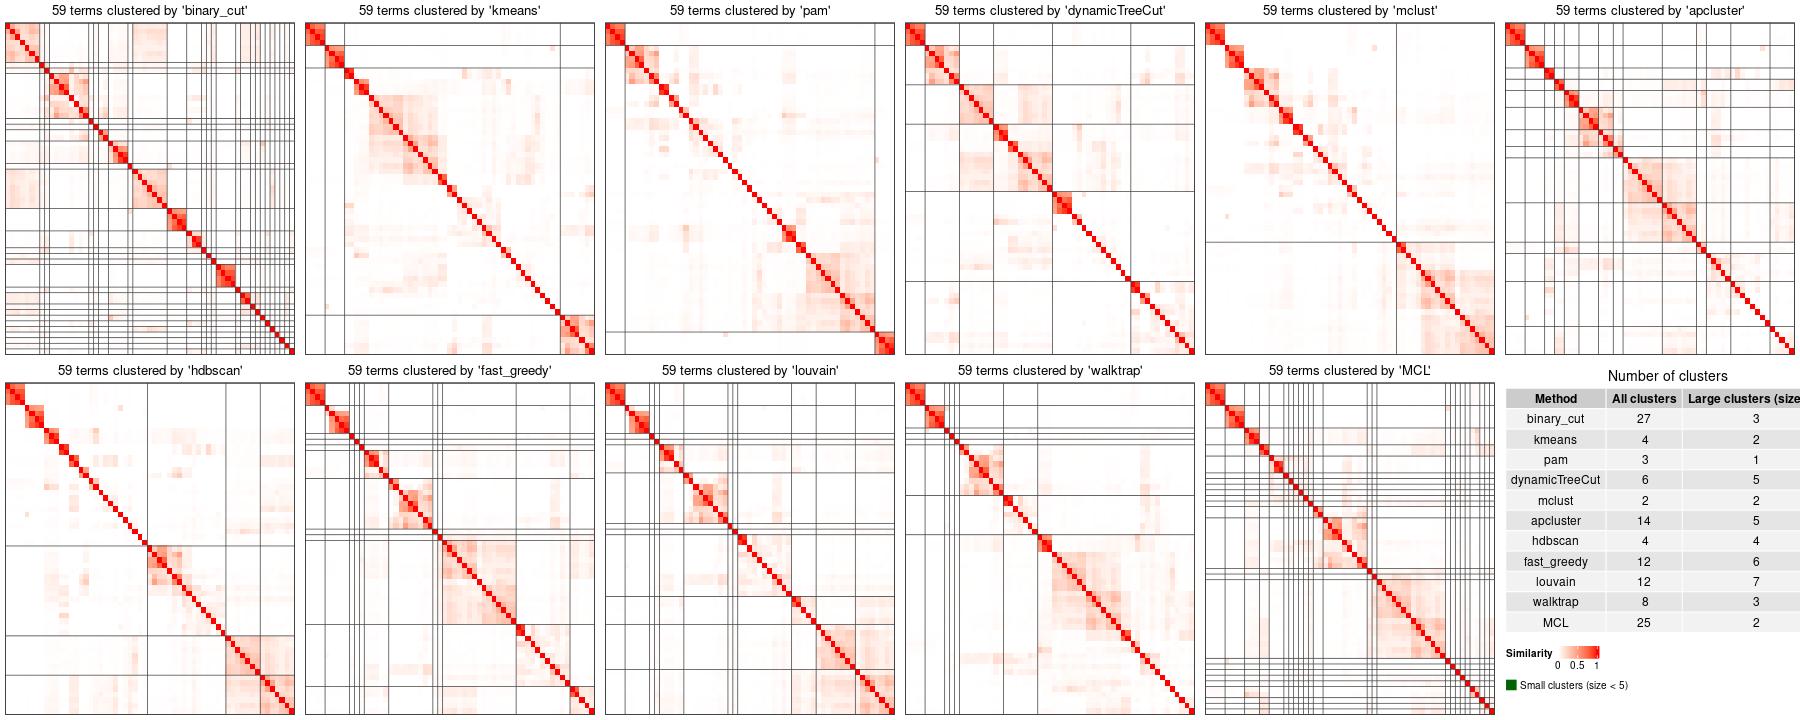 59 terms clustered by 'binary_cut'
59 terms clustered by 'kmeans'
59 terms clustered by 'pam'
59 terms clustered by 'dynamicTreeCut'
59 terms clustered by 'mclust'
59 terms clustered by 'apcluster'
59 terms clustered by 'hdbscan'
59 terms clustered by 'fast_greedy'
59 terms clustered by 'louvain'
59 terms clustered by 'walktrap'
59 terms clustered by 'MCL'
Number of clusters
Method All clusters Large clusters (size
binary_cut 27 3
kmeans 4 2
pam 3 1
dynamicTreeCut 6 5
mclust 2 2
apcluster 14 5
hdbscan 4 4
fast_greedy 12 6
louvain 12 7
walktrap 8 3
MCL 25 2
Similarity
0 0.5 1
Small clusters (size < 5)